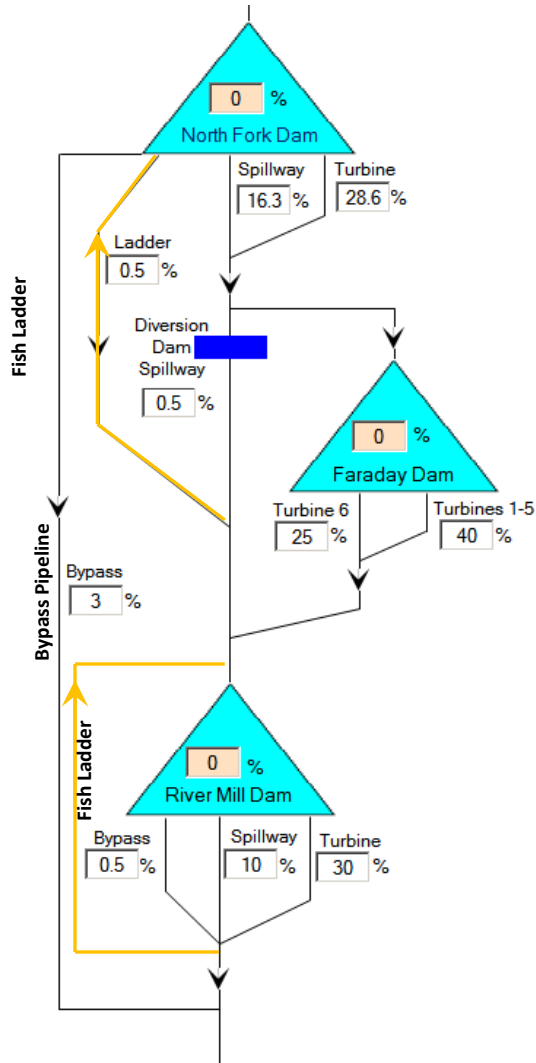 0 %
North Fork Dam
Spillway
16.3 %
Turbine
28.6 %
Ladder
0.5 %
Fish Ladder
Diversion
Dam
Spillway
0.5 %
0 %
Faraday Dam
Turbine 6
25 %
Turbines 1-5
40 %
Bypass Pipeline
Bypass
3 %
Fish Ladder
0 %
River Mill Dam
Bypass
0.5 %
Spillway
10 %
Turbine
30 %